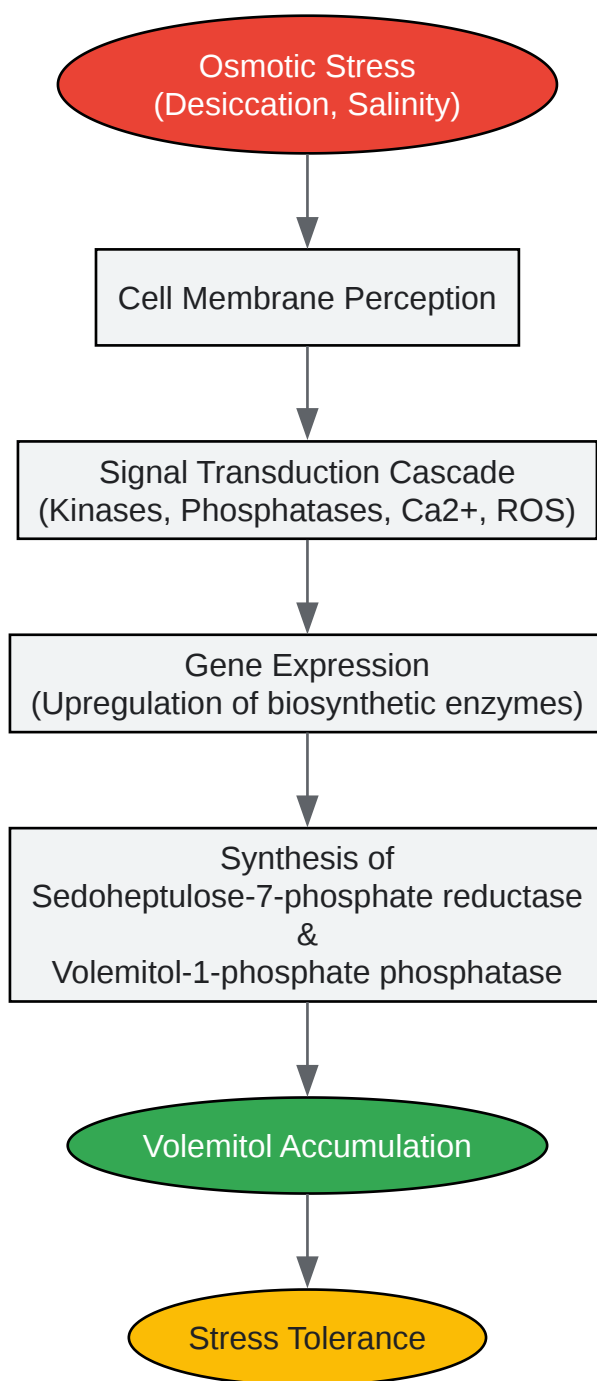 Osmotic Stress
(Desiccation, Salinity)
Cell Membrane Perception
Signal Transduction Cascade
(Kinases, Phosphatases, Ca2+, ROS)
Gene Expression
(Upregulation of biosynthetic enzymes)
Synthesis of
Sedoheptulose-7-phosphate reductase
&
Volemitol-1-phosphate phosphatase
Volemitol Accumulation
Stress Tolerance